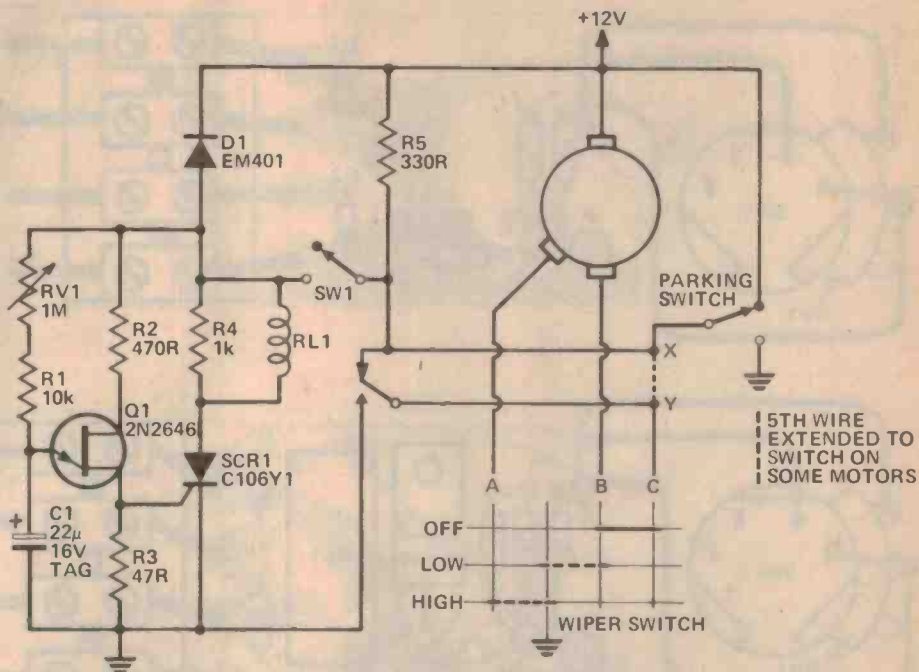 +12V
D1
EM401
R5
330R
RV1
1M
R2
470R
R4
1k
RL1
SW1
PARKING
SWITCH
R1
10k
Q1
2N2646
X
Y
SCR1
C106Y1
5TH WIRE
EXTENDED TO
SWITCH ON
SOME MOTORS
+
C1
22μ
16V
TAG
R3
47R
A B C
OFF
LOW
HIGH
WIPER SWITCH